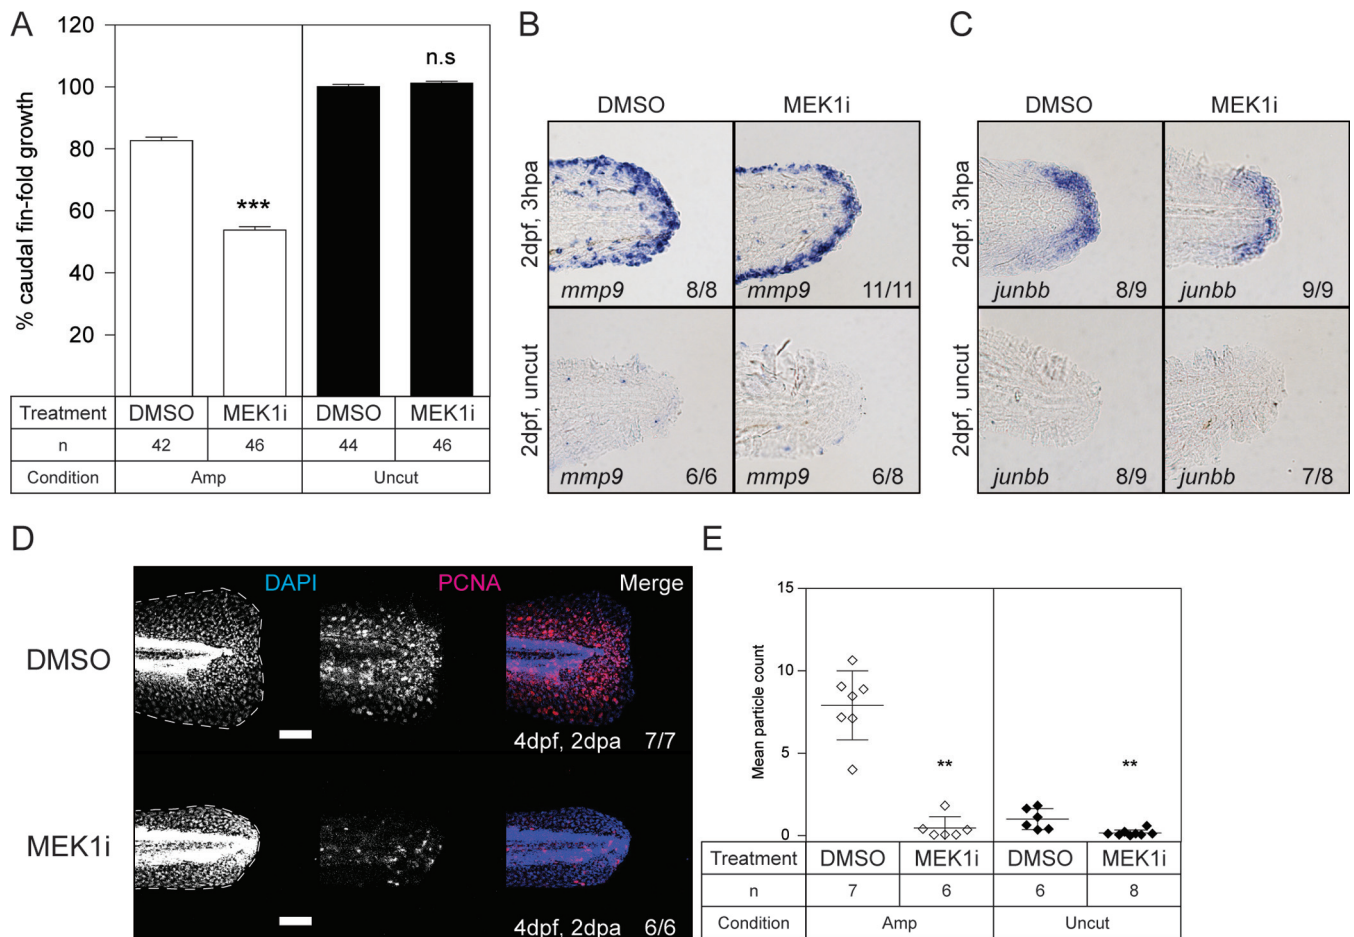 A
120
100
80
60
40
20
% caudal fin-fold growth
***
n.s
Treatment DMSO MEK1i DMSO MEK1i
n 42 46 44 46
Condition Amp Uncut
B
DMSO MEK1i
2dpf, 3hpa
mmp9 8/8 mmp9 11/11
2dpf, uncut
mmp9 6/6 mmp9 6/8
C
DMSO MEK1i
2dpf, 3hpa
junbb 8/9 junbb 9/9
2dpf, uncut
junbb 8/9 junbb 7/8
D
DAPI PCNA Merge
DMSO
4dpf, 2dpa 7/7
MEK1i
4dpf, 2dpa 6/6
E
15
10
5
0
Mean particle count
** **
Treatment DMSO MEK1i DMSO MEK1i
n 7 6 6 8
Condition Amp Uncut